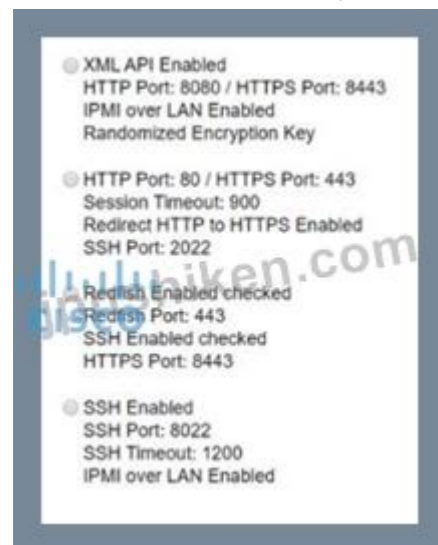 XML API Enabled
HTTP Port: 8080 / HTTPS Port: 8443
IPMI over LAN Enabled
Randomized Encryption Key
HTTP Port: 80 / HTTPS Port: 443
Session Timeout: 900
Redirect HTTP to HTTPS Enabled
SSH Port: 2022
Redfish Enabled checked
Redfish Port: 443
SSH Enabled checked
HTTPS Port: 8443
SSH Enabled
SSH Port: 8022
SSH Timeout: 1200
IPMI over LAN Enabled